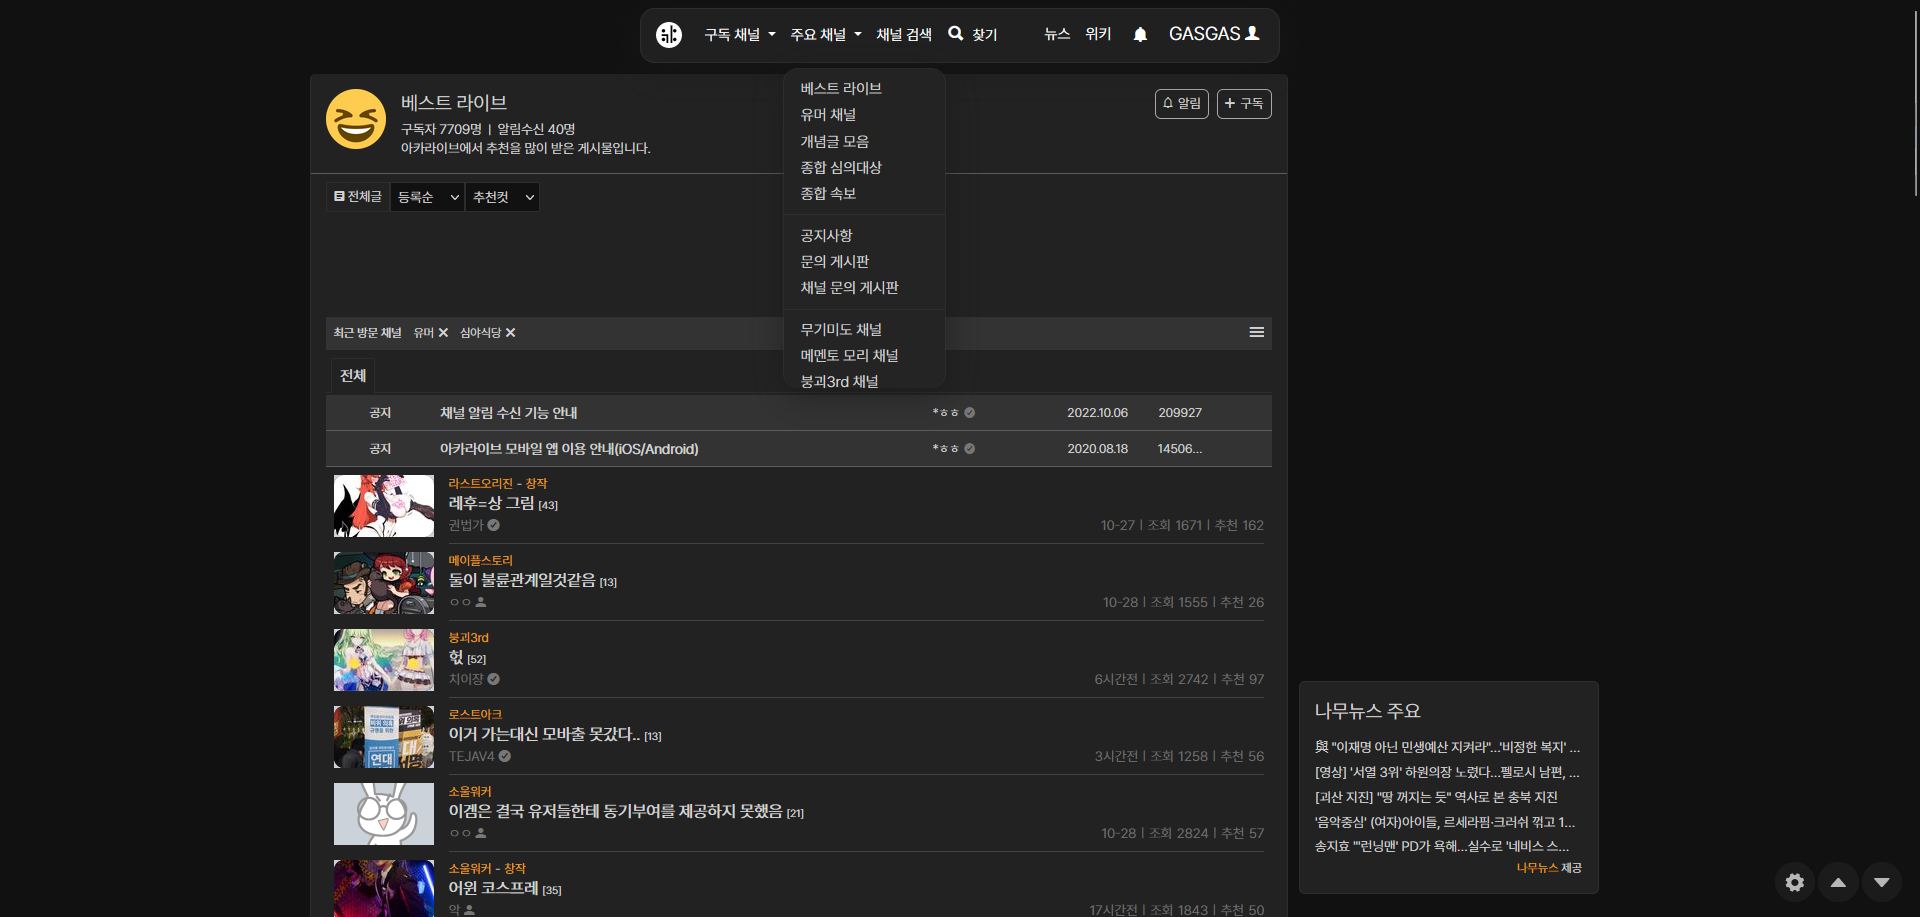 구독 채널 주요 채널 채널 검색 찾기 뉴스 위키 GASGAS
베스트 라이브
구독자 7709명 | 알림수신 40명
아카라이브에서 추천을 많이 받은 게시물입니다.
알림 구독
베스트 라이브
유머 채널
개념글 모음
종합 심의대상
종합 속보
공지사항
문의 게시판
채널 문의 게시판
무기미도 채널
메멘토 모리 채널
붕괴3rd 채널
전체글 등록순 추천컷
최근 방문 채널 유머 심야식당
전체
공지 채널 알림 수신 기능 안내 *ㅎㅎ 2022.10.06 209927
공지 아카라이브 모바일 앱 이용 안내(iOS/Android) *ㅎㅎ 2020.08.18 14506...
라스트오리진 - 창작
레후=상 그림 [43]
권법가 10-27 | 조회 1671 | 추천 162
메이플스토리
둘이 불륜관계일것같음 [13]
ㅇㅇ 10-28 | 조회 1555 | 추천 26
붕괴3rd
헚 [52]
치이쟝 6시간전 | 조회 2742 | 추천 97
로스트아크
이거 가는대신 모바출 못갔다.. [13]
TEJAV4 3시간전 | 조회 1258 | 추천 56
연대
소울워커
이겜은 결국 유저들한테 동기부여를 제공하지 못했음 [21]
ㅇㅇ 10-28 | 조회 2824 | 추천 57
소울워커 - 창작
어윈 코스프레 [35]
악 17시간전 | 조회 1843 | 추천 50
나무뉴스 주요
與 "이재명 아닌 민생예산 지켜라"…'비정한 복지' ...
[영상] '서열 3위' 하원의장 노렸다…펠로시 남편, ...
[괴산 지진] "땅 꺼지는 듯" 역사로 본 충북 지진
'음악중심' (여자)아이들, 르세라핌·크러쉬 꺾고 1...
송지효 "'런닝맨' PD가 욕해…실수로 '네비스 스...
나무뉴스 제공